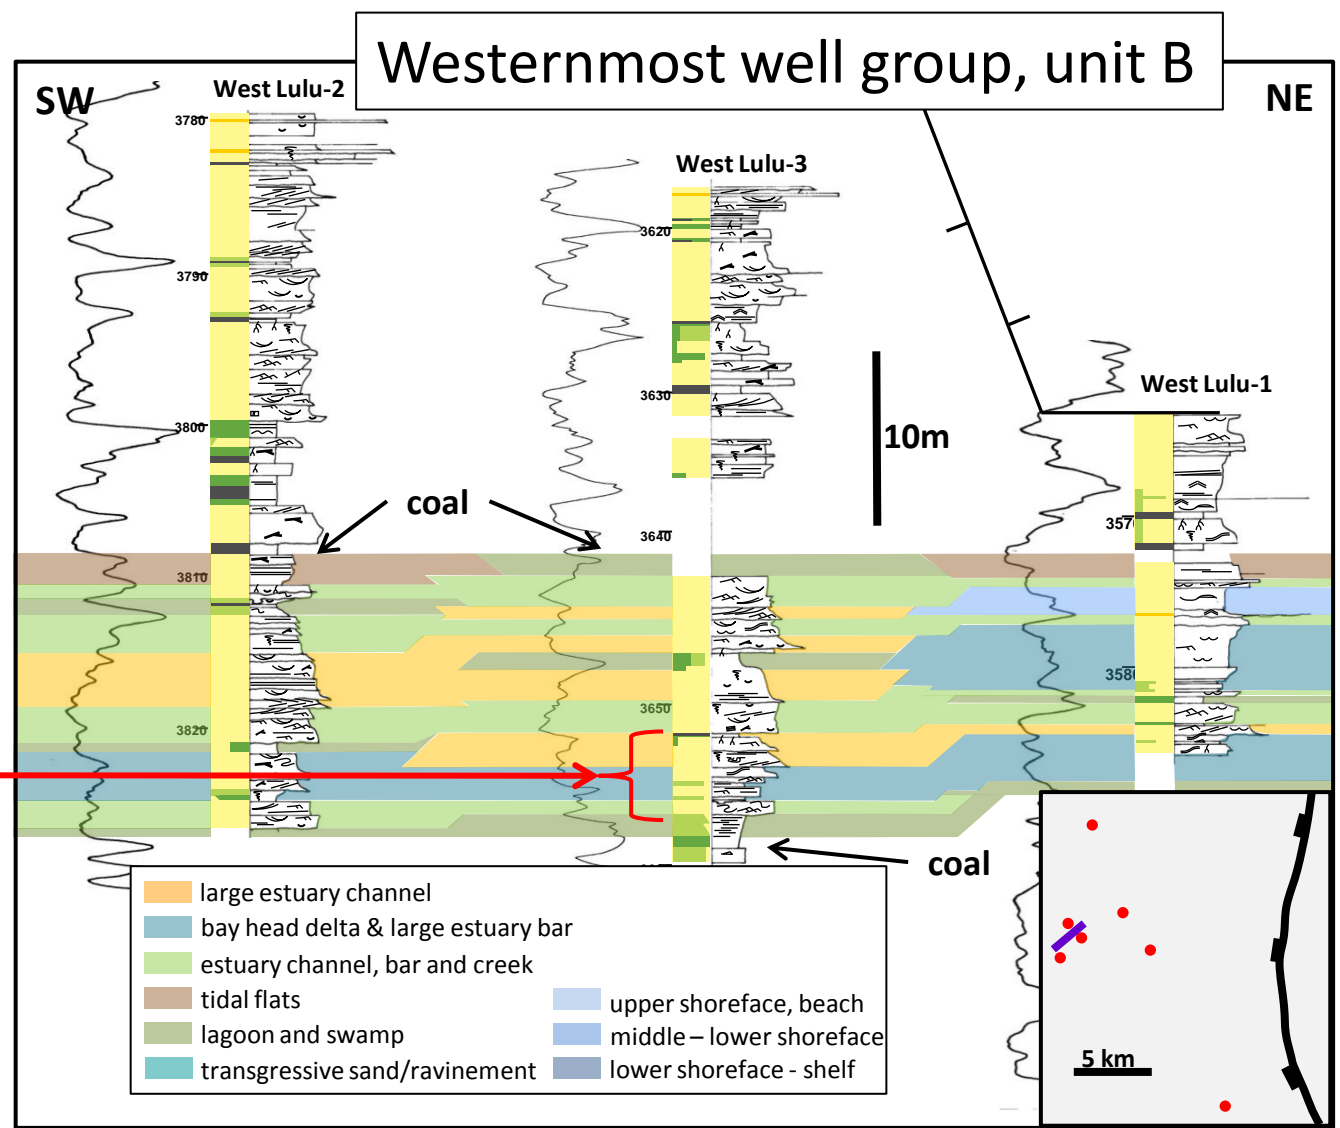 Westernmost well group, unit B
SW
NE
West Lulu-2
West Lulu-3
West Lulu-1
3780
3790
3800
3810
3820
3620
3630
3640
3650
3570
3580
10m
coal
coal
large estuary channel
bay head delta & large estuary bar
estuary channel, bar and creek
tidal flats
lagoon and swamp
transgressive sand/ravinement
upper shoreface, beach
middle – lower shoreface
lower shoreface - shelf
5 km